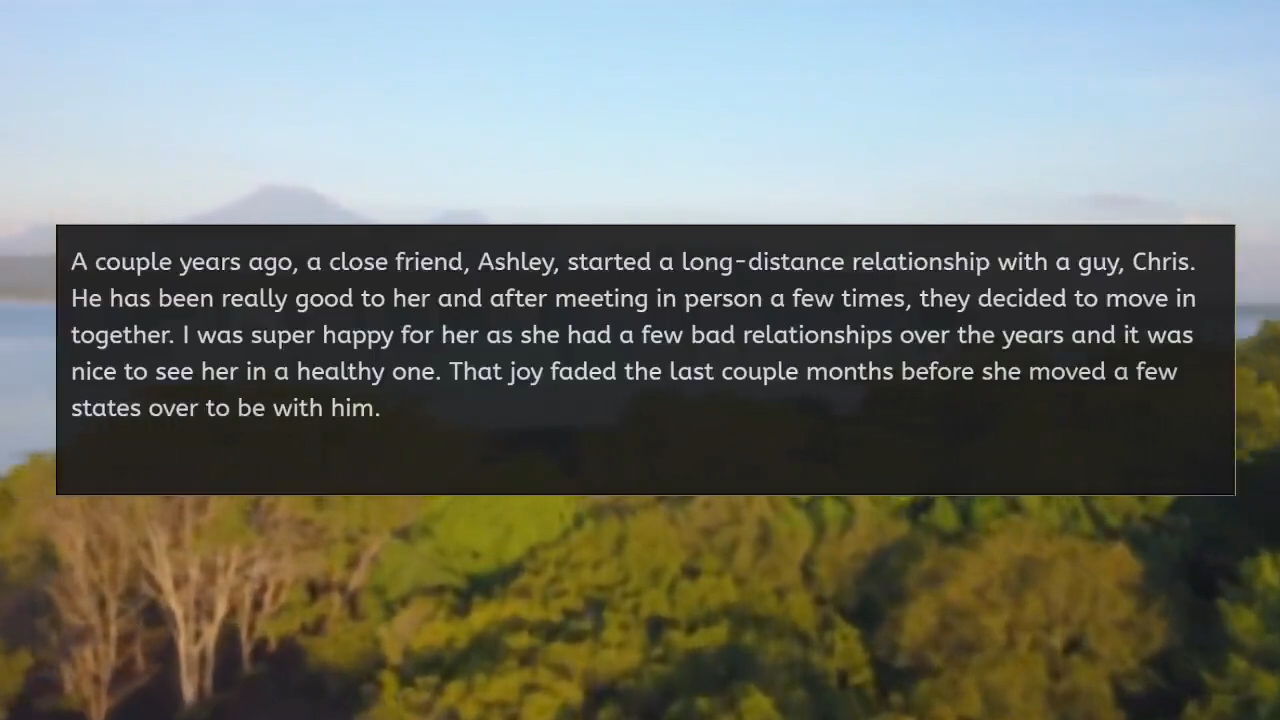 A couple years ago, a close friend, Ashley, started a long-distance relationship with a guy, Chris.
He has been really good to her and after meeting in person a few times, they decided to move in
together. I was super happy for her as she had a few bad relationships over the years and it was
nice to see her in a healthy one. That joy faded the last couple months before she moved a few
states over to be with him.